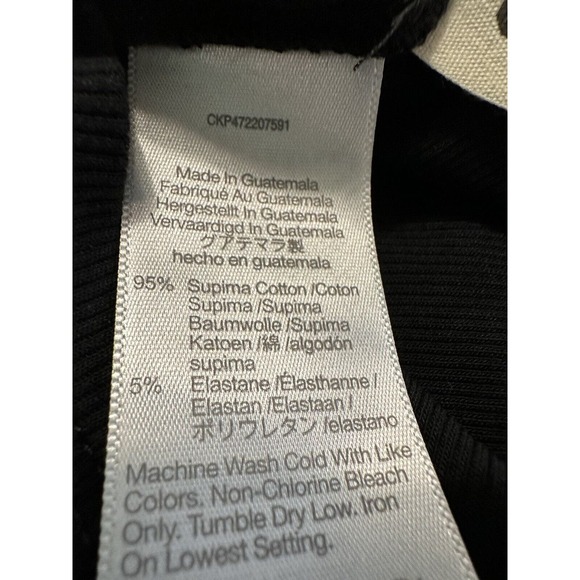 CKP472207591
Made In Guatemala
Fabriqué Au Guatemala
Hergestellt In Guatemala
Vervaardigd In Guatemala
グアテマラ製
hecho en guatemala
95% Supima Cotton /Coton
Supima /Supima
Baumwolle /Supima
Katoen /綿 /algodón
supima
5% Elastane /Élasthanne /
Elastan /Elastaan /
ポリウレタン /elastano
Machine Wash Cold With Like
Colors. Non-Chlorine Bleach
Only. Tumble Dry Low. Iron
On Lowest Setting.